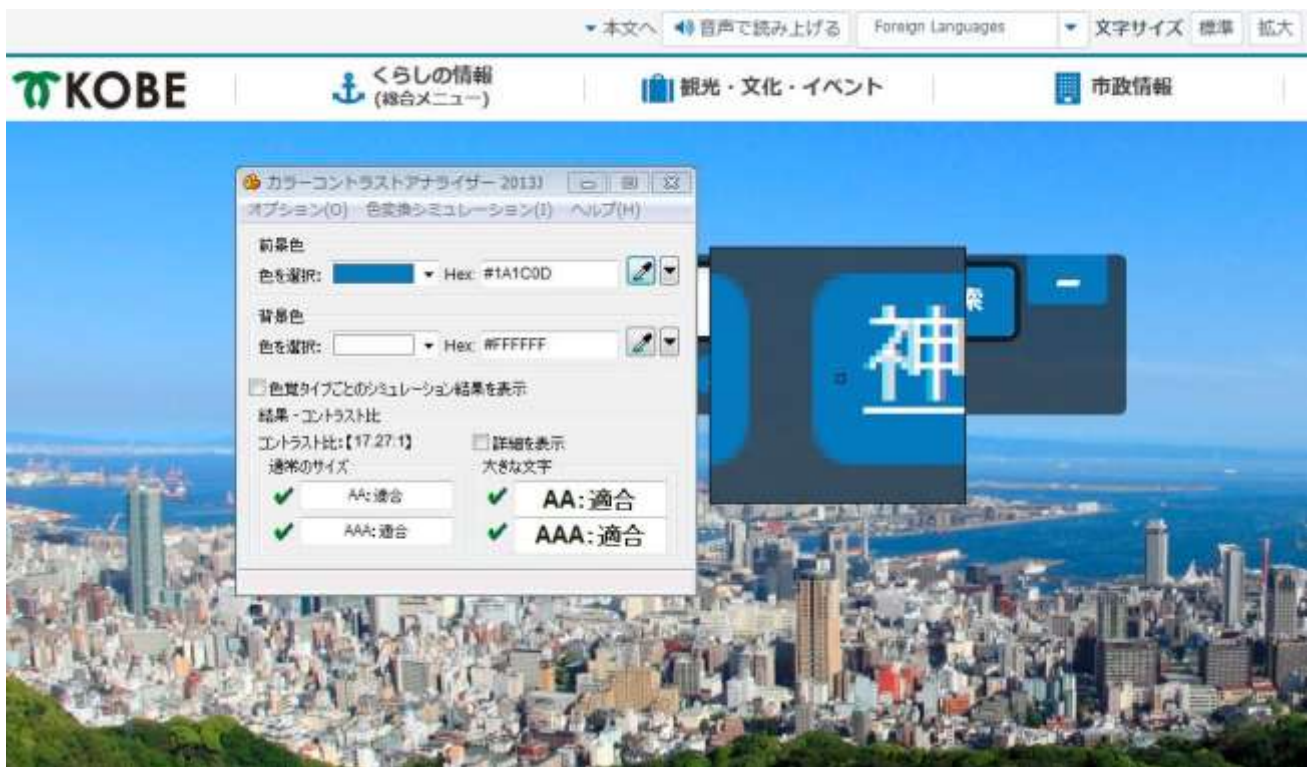 本文へ 音声で読み上げる Foreign Languages 文字サイズ 標準 拡大
KOBE くらしの情報 (総合メニュー) 観光・文化・イベント 市政情報
カラーコントラストアナライザー 2013J
オプション(O) 色変換シミュレーション(I) ヘルプ(H)
前景色
色を選択: Hex: #1A1C0D
背景色
色を選択: Hex: #FFFFFF
色覚タイプごとのシミュレーション結果を表示
結果 - コントラスト比
コントラスト比:【17.27:1】 詳細を表示
通常のサイズ 大きな文字
AA:適合 AA:適合
AAA:適合 AAA:適合
神
索